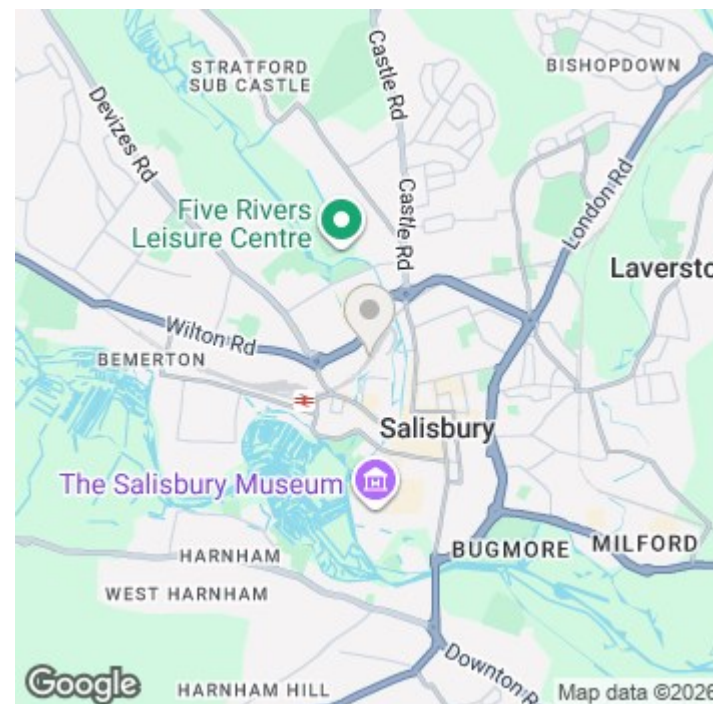 STRATFORD
SUB CASTLE
Castle Rd
BISHOPDOWN
Devizes Rd
London Rd
Five Rivers
Leisure Centre
Castle Rd
Laversto
Wilton Rd
BEMERTON
Salisbury
The Salisbury Museum
HARNHAM
BUGMORE
MILFORD
WEST HARNHAM
Downton R
HARNHAM HILL
Google
Map data ©2026